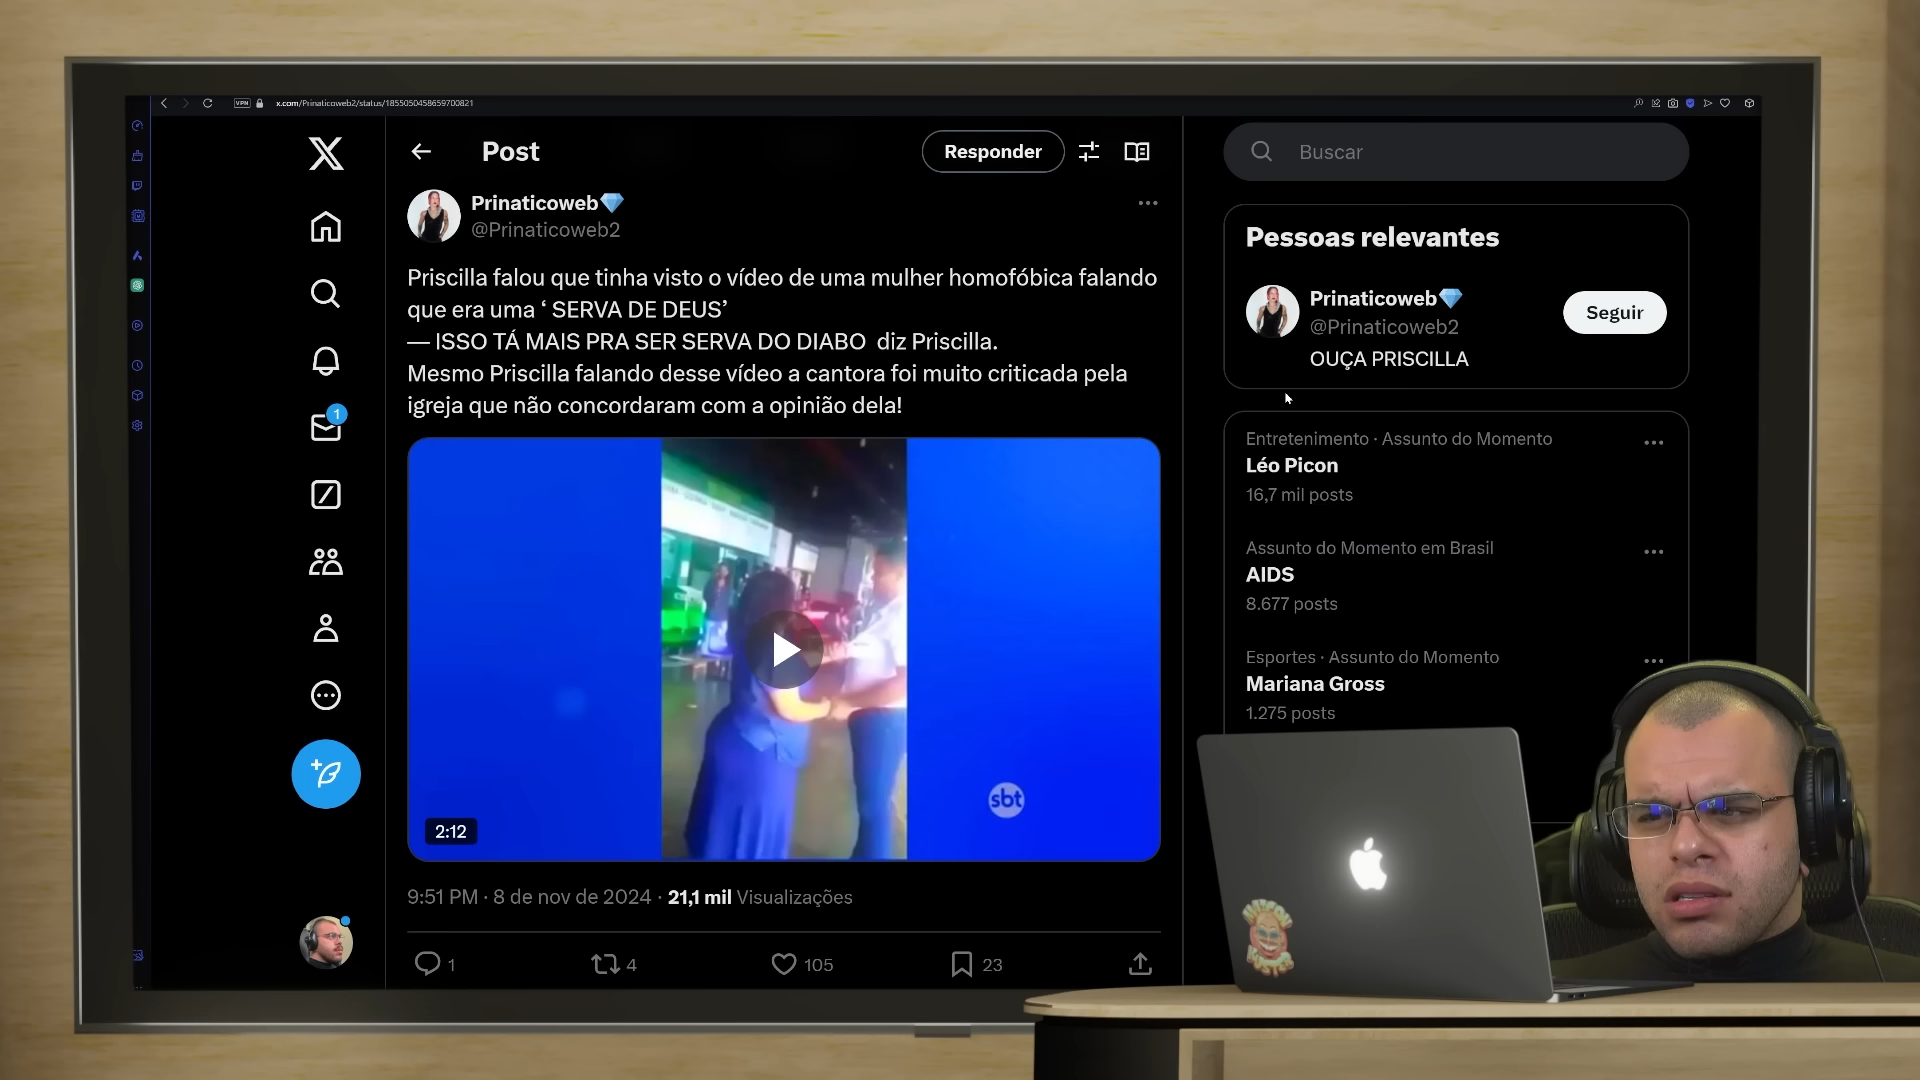 VPN
x.com/Prinaticoweb2/status/1855050458659700821
Post
Responder
Buscar
Prinaticoweb💎
@Prinaticoweb2
Priscilla falou que tinha visto o vídeo de uma mulher homofóbica falando
que era uma ‘ SERVA DE DEUS’
— ISSO TÁ MAIS PRA SER SERVA DO DIABO  diz Priscilla.
Mesmo Priscilla falando desse vídeo a cantora foi muito criticada pela
igreja que não concordaram com a opinião dela!
1
sbt
2:12
9:51 PM · 8 de nov de 2024 · 21,1 mil Visualizações
1
4
105
23
Pessoas relevantes
Prinaticoweb💎
@Prinaticoweb2
Seguir
OUÇA PRISCILLA
Entretenimento · Assunto do Momento
Léo Picon
16,7 mil posts
Assunto do Momento em Brasil
AIDS
8.677 posts
Esportes · Assunto do Momento
Mariana Gross
1.275 posts